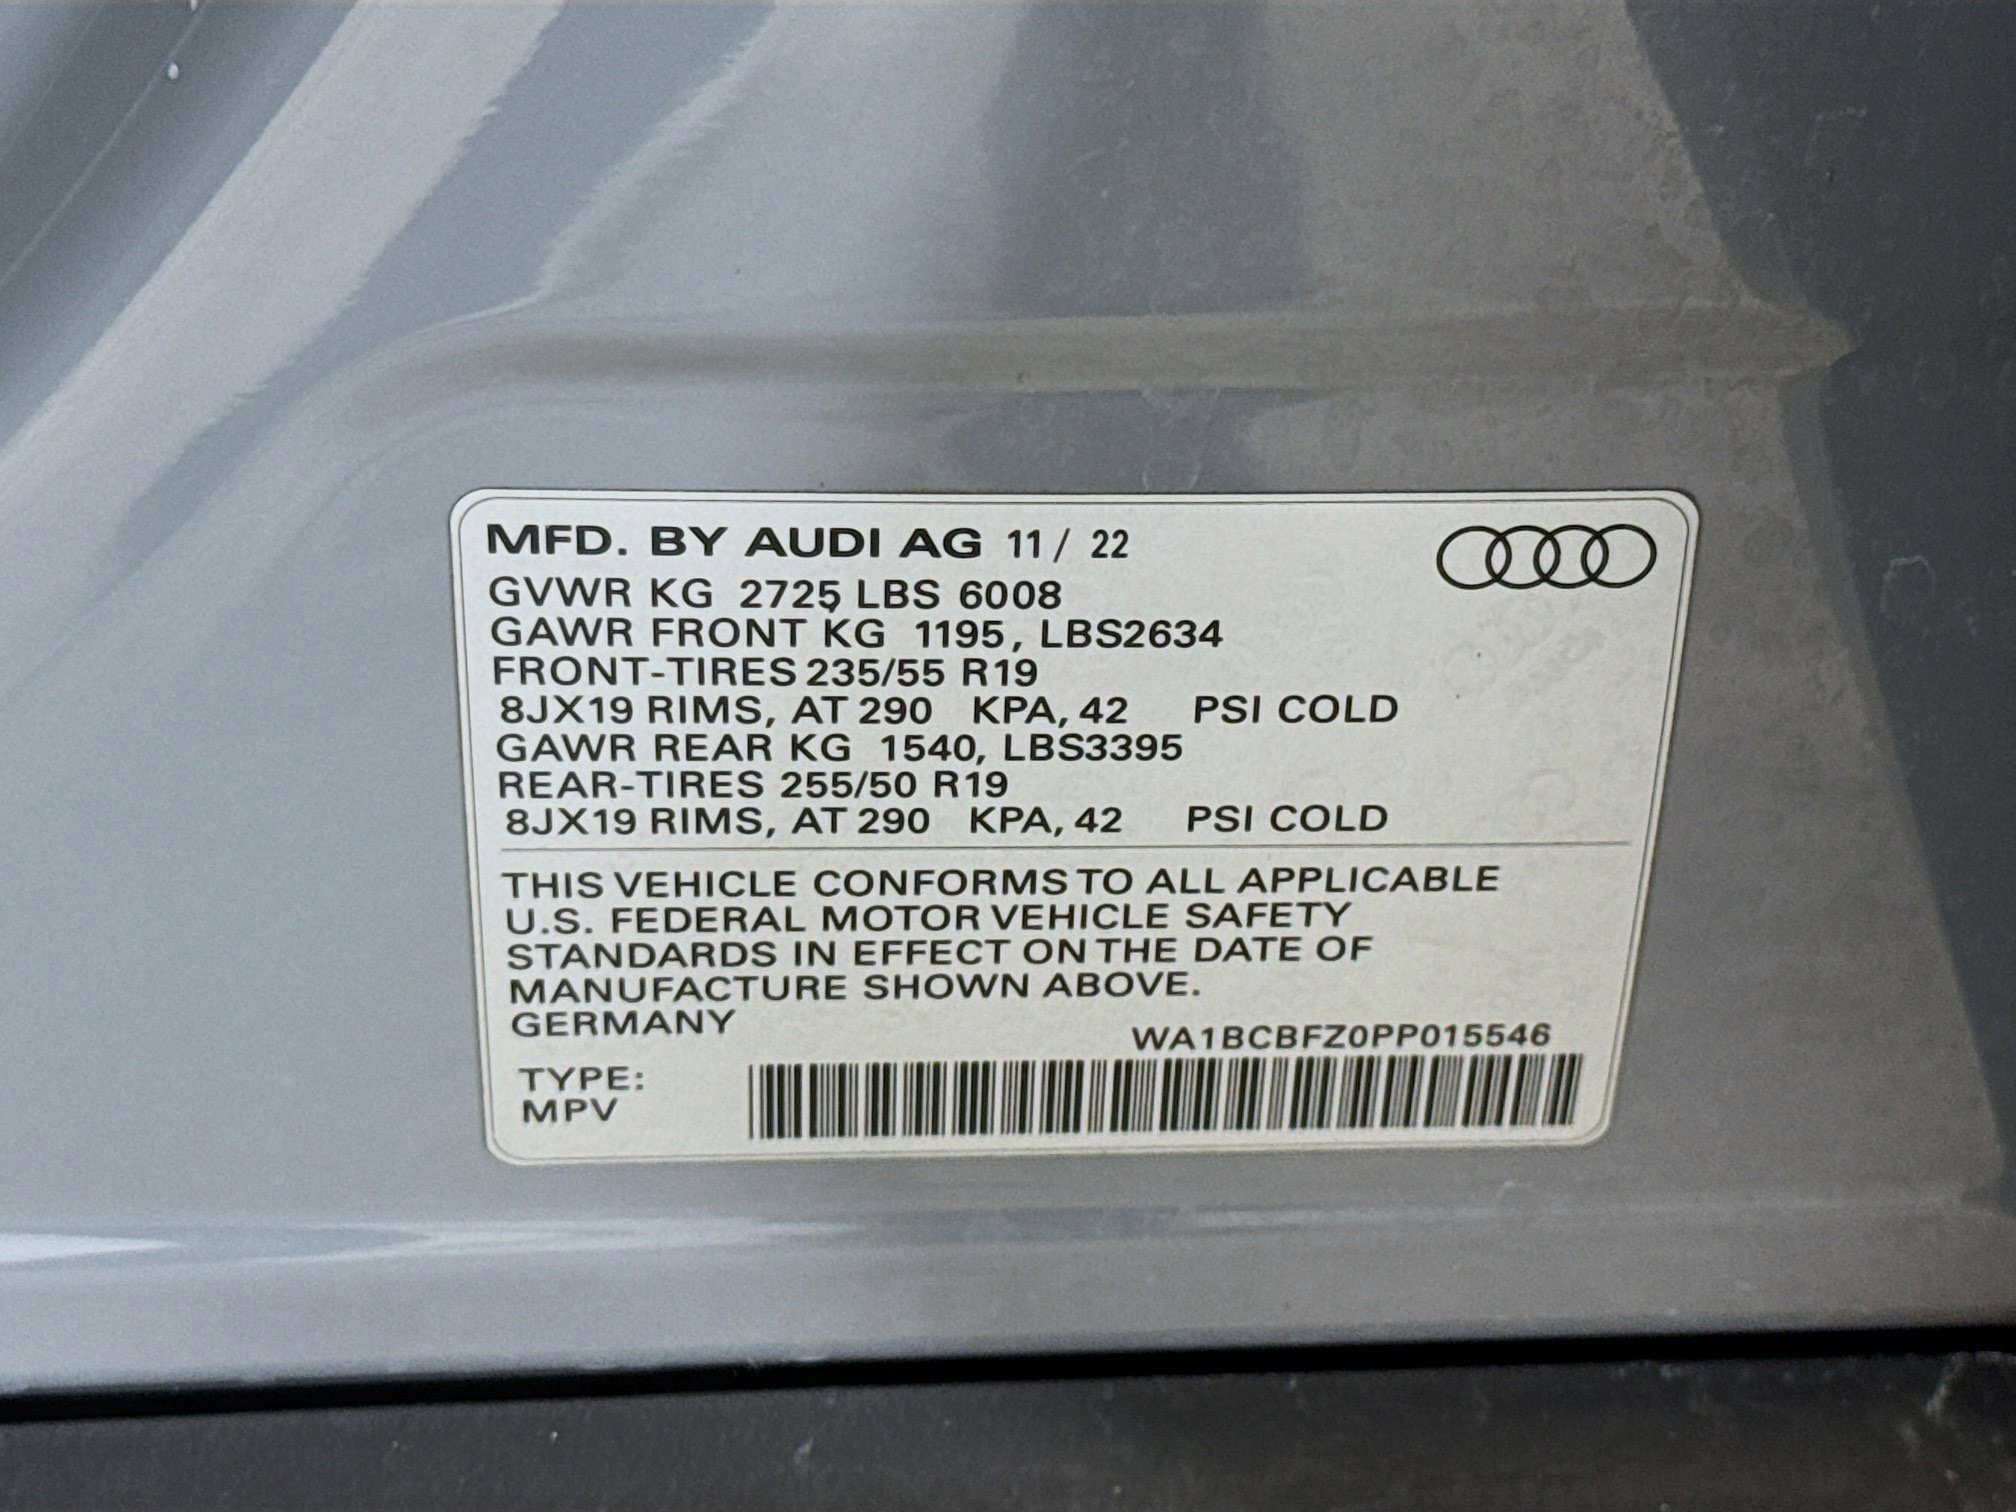 MFD. BY AUDI AG 11 / 22
GVWR KG 2725, LBS 6008
GAWR FRONT KG 1195, LBS2634
FRONT-TIRES 235/55 R19
8JX19 RIMS, AT 290 KPA, 42 PSI COLD
GAWR REAR KG 1540, LBS3395
REAR-TIRES 255/50 R19
8JX19 RIMS, AT 290 KPA, 42 PSI COLD
THIS VEHICLE CONFORMS TO ALL APPLICABLE
U.S. FEDERAL MOTOR VEHICLE SAFETY
STANDARDS IN EFFECT ON THE DATE OF
MANUFACTURE SHOWN ABOVE.
GERMANY
WA1BCBFZ0PP015546
TYPE:
MPV